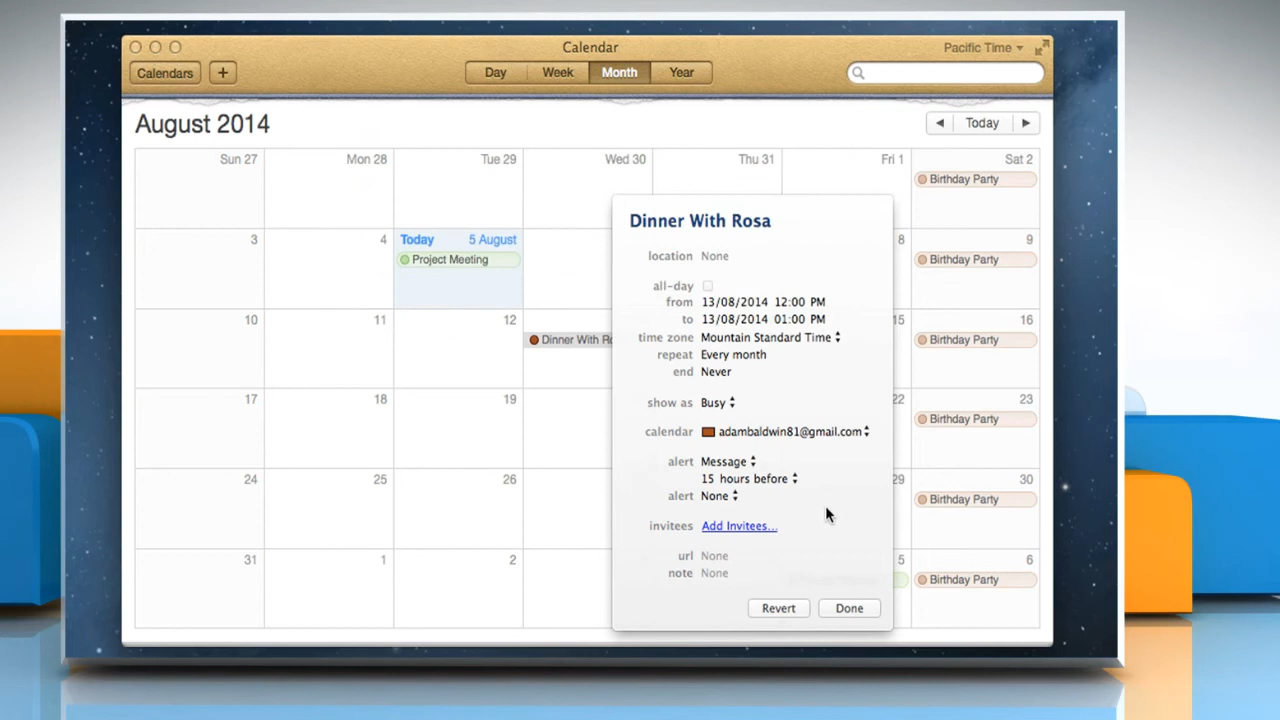 Calendar
Pacific Time
Calendars + Day Week Month Year
August 2014
Today
Sun 27 Mon 28 Tue 29 Wed 30 Thu 31 Fri 1 Sat 2
Birthday Party
3 4 Today 5 August 8 9
Project Meeting Birthday Party
10 11 12 15 16
Dinner With Ro Birthday Party
17 18 19 22 23
Birthday Party
24 25 26 29 30
Birthday Party
31 1 2 5 6
Birthday Party
Dinner With Rosa
location None
all-day
from 13/08/2014 12:00 PM
to 13/08/2014 01:00 PM
time zone Mountain Standard Time
repeat Every month
end Never
show as Busy
calendar adambaldwin81@gmail.com
alert Message
15 hours before
alert None
invitees Add Invitees...
url None
note None
Revert Done